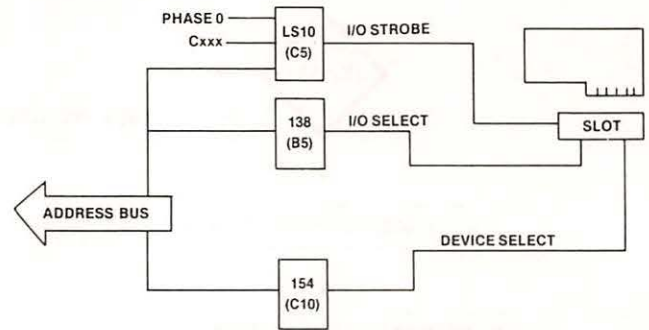 PHASE 0
Cxxx
LS10
(C5)
I/O STROBE
138
(B5)
I/O SELECT
SLOT
ADDRESS BUS
DEVICE SELECT
154
(C10)